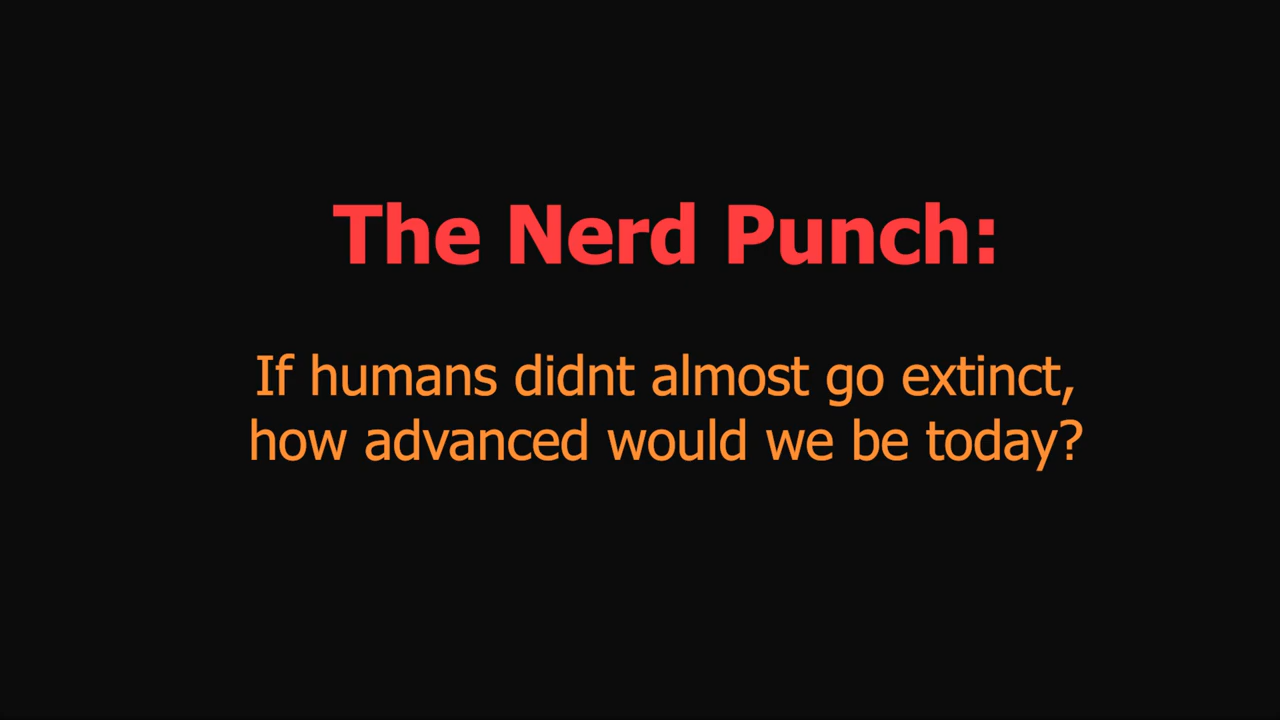 The Nerd Punch:
If humans didnt almost go extinct,
how advanced would we be today?